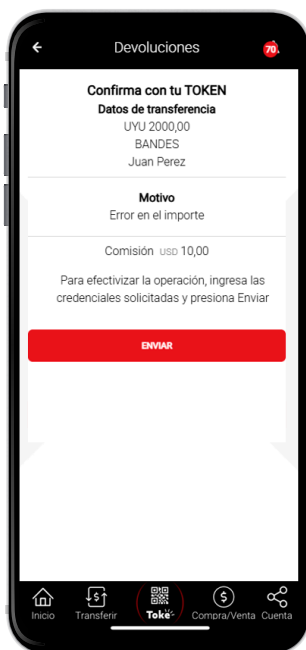 Devoluciones
70
Confirma con tu TOKEN
Datos de transferencia
UYU 2000,00
BANDES
Juan Perez
Motivo
Error en el importe
Comisión USD 10,00
Para efectivizar la operación, ingresa las
credenciales solicitadas y presiona Enviar
ENVIAR
Inicio
Transferir
Toke
Compra/Venta
Cuenta